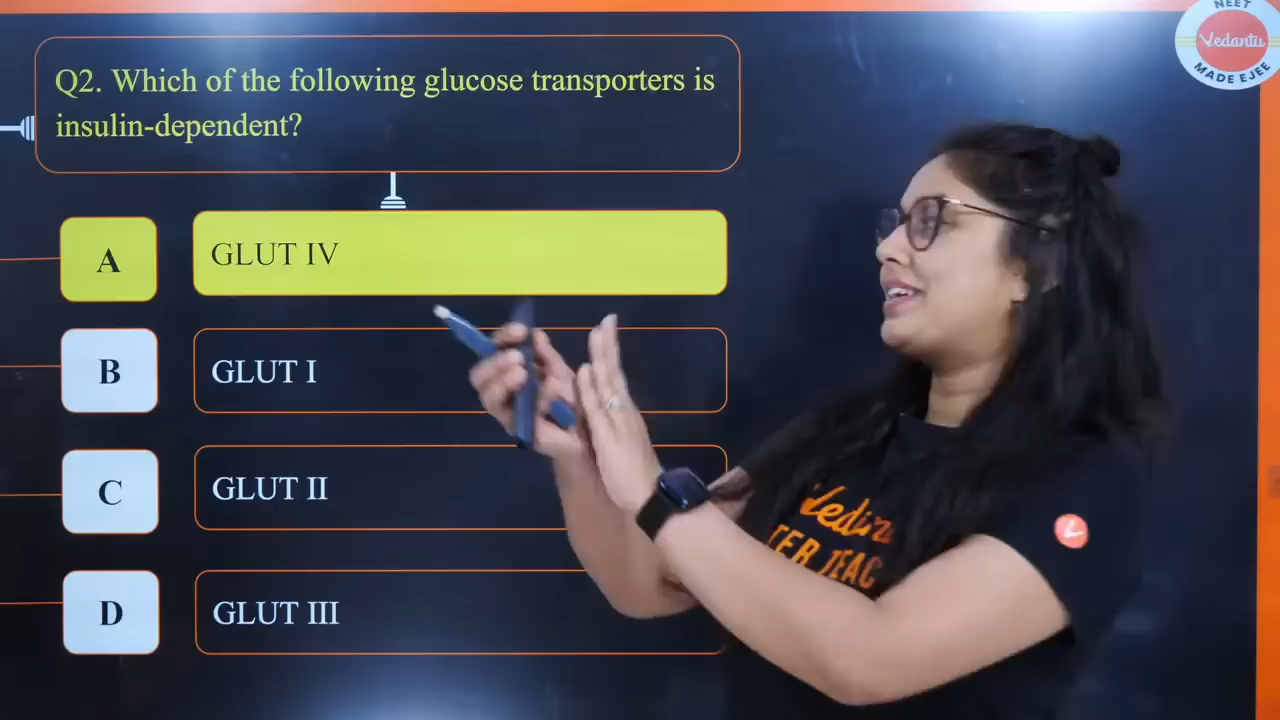 NEET
Vedantu
MADE EJEE
Q2. Which of the following glucose transporters is
insulin-dependent?
A
GLUT IV
B
GLUT I
C
GLUT II
D
GLUT III